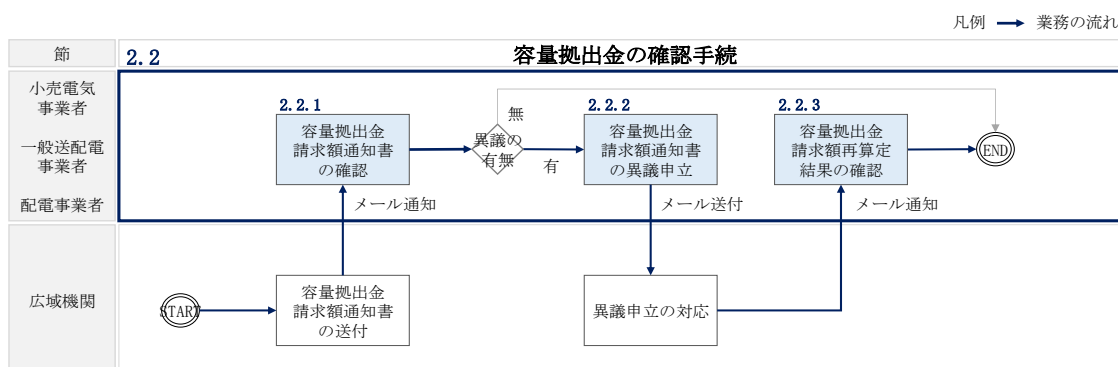 凡例 業務の流れ
節 2.2 容量拠出金の確認手続
小売電気
事業者
一般送配電
事業者
配電事業者
2.2.1
容量拠出金
請求額通知書
の確認
異議の
有無
無
有
2.2.2
容量拠出金
請求額通知書
の異議申立
2.2.3
容量拠出金
請求額再算定
結果の確認
END
メール通知
メール送付
メール通知
広域機関
START
容量拠出金
請求額通知書
の送付
異議申立の対応